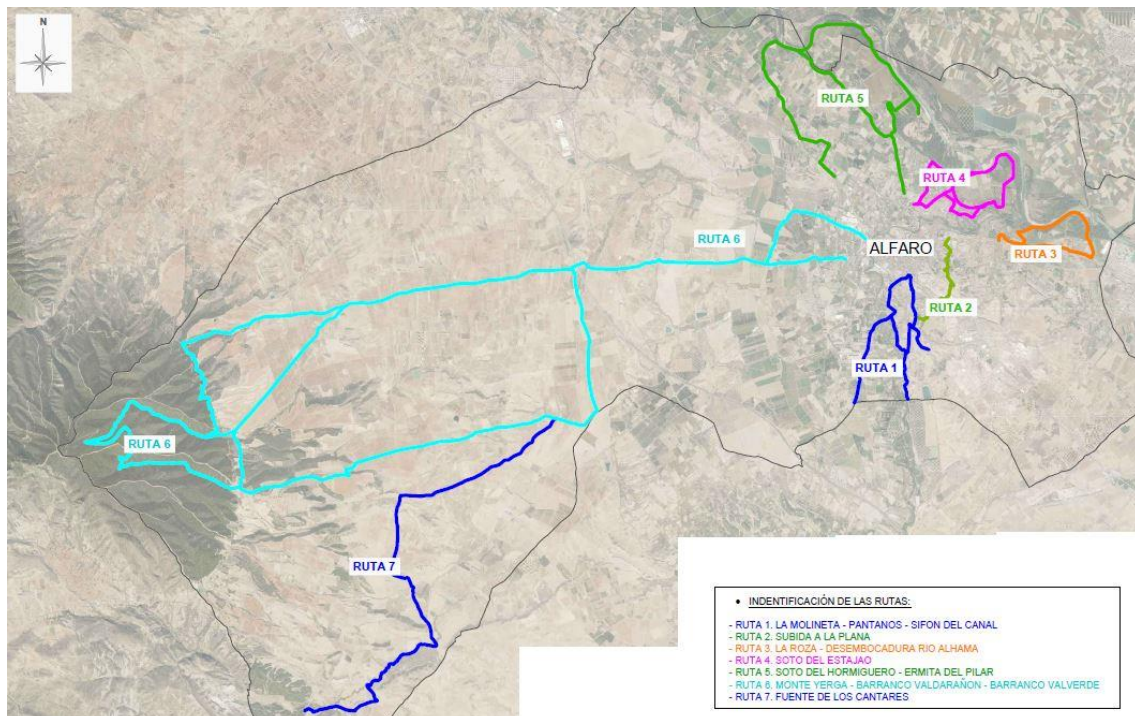 N
RUTA 5
RUTA 4
RUTA 6
ALFARO
RUTA 3
RUTA 2
RUTA 1
RUTA 6
RUTA 7
• INDENTIFICACIÓN DE LAS RUTAS:
- RUTA 1. LA MOLINETA - PANTANOS - SIFON DEL CANAL
- RUTA 2. SUBIDA A LA PLANA
- RUTA 3. LA ROZA - DESEMBOCADURA RIO ALHAMA
- RUTA 4. SOTO DEL ESTAJAO
- RUTA 5. SOTO DEL HORMIGUERO - ERMITA DEL PILAR
- RUTA 6. MONTE YERGA - BARRANCO VALDARAÑON - BARRANCO VALVERDE
- RUTA 7. FUENTE DE LOS CANTARES